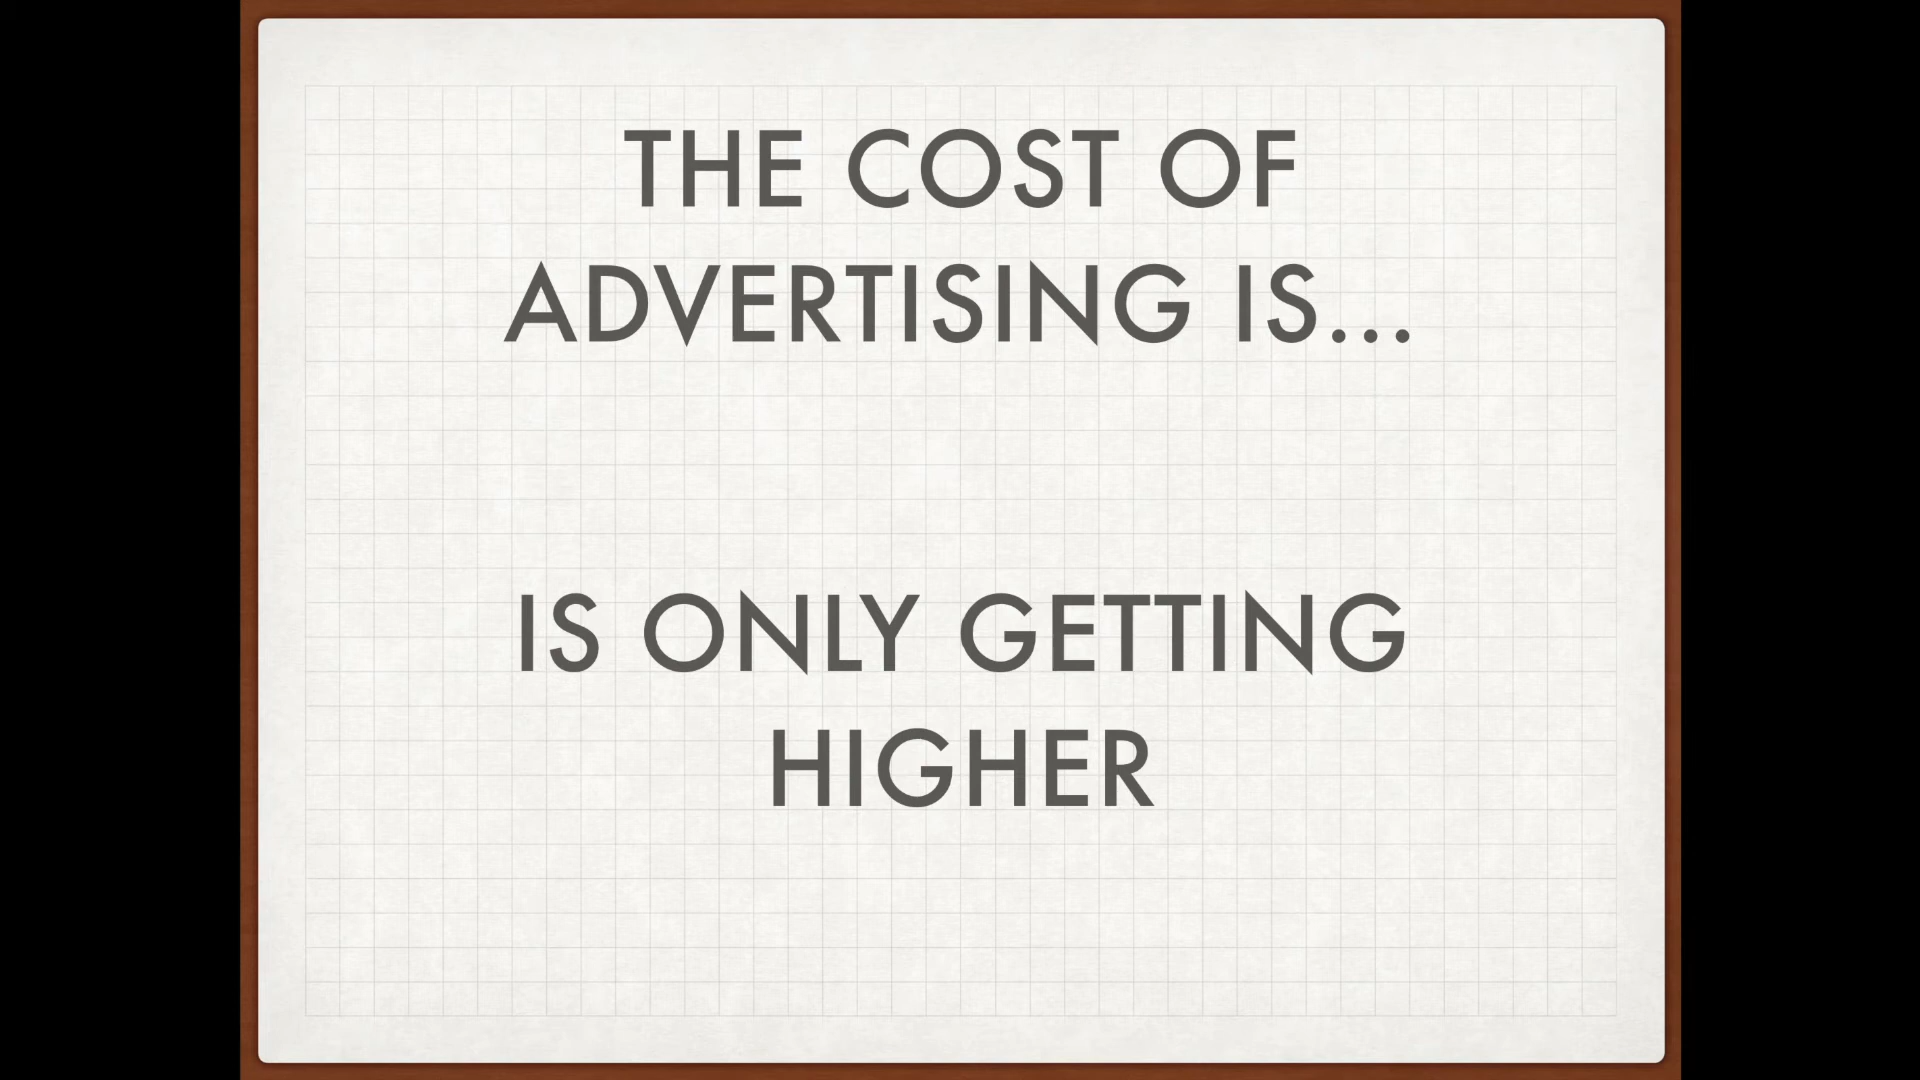 THE COST OF
ADVERTISING IS...
IS ONLY GETTING
HIGHER